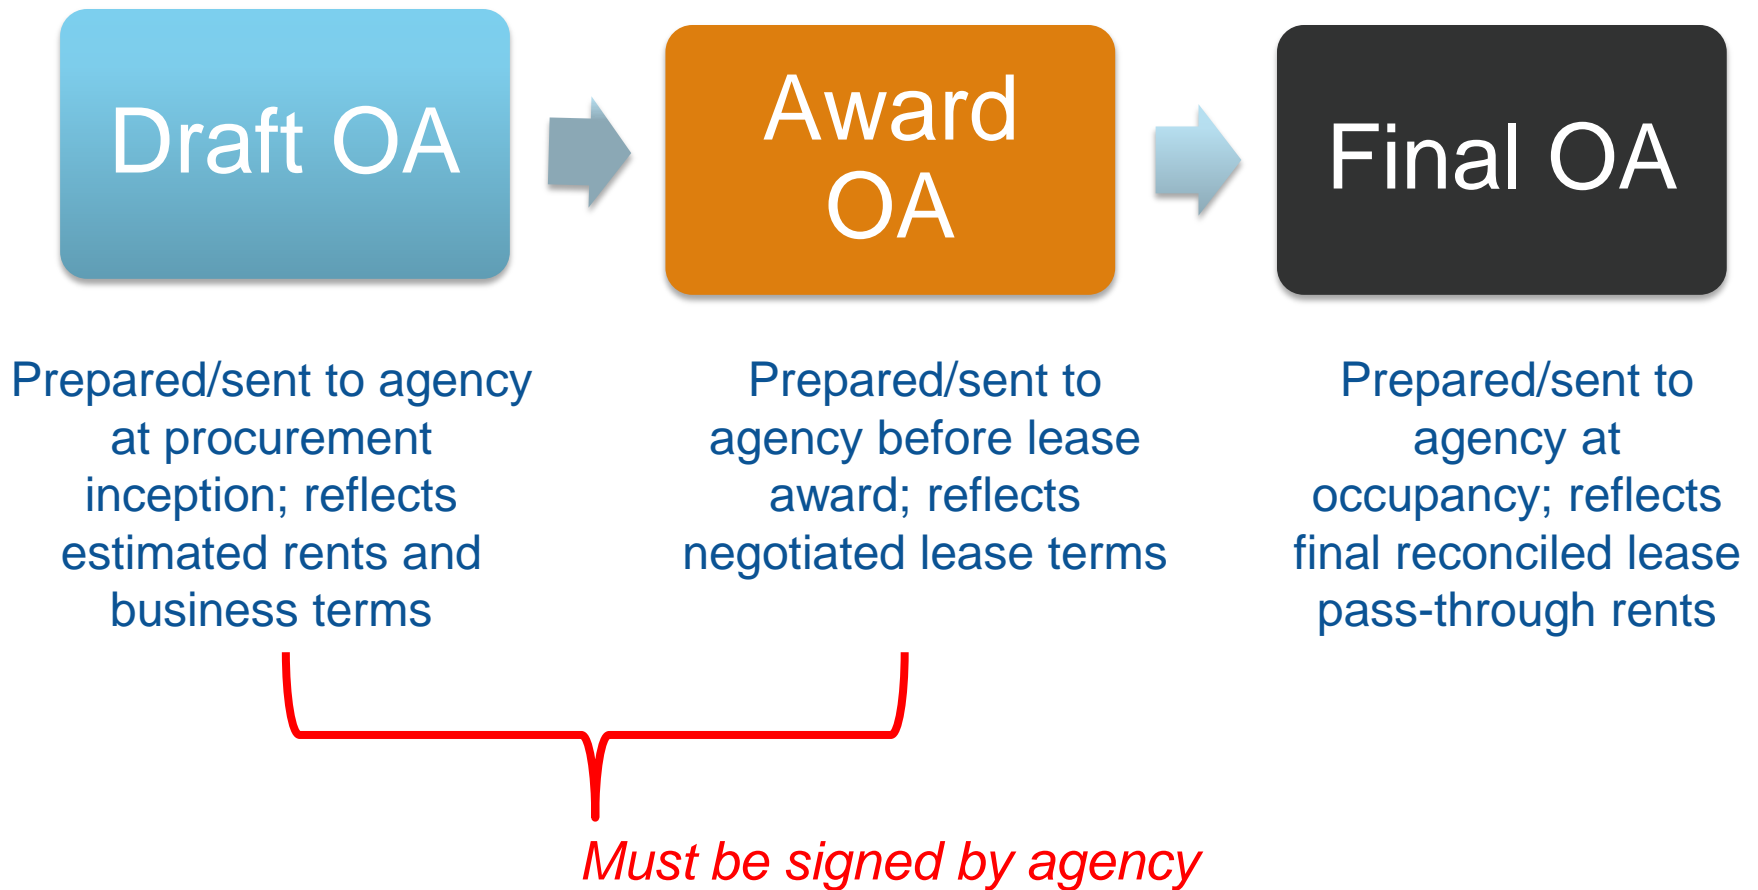 Draft OA
Award
OA
Final OA
Prepared/sent to agency
at procurement
inception; reflects
estimated rents and
business terms
Prepared/sent to
agency before lease
award; reflects
negotiated lease terms
Prepared/sent to
agency at
occupancy; reflects
final reconciled lease
pass-through rents
Must be signed by agency